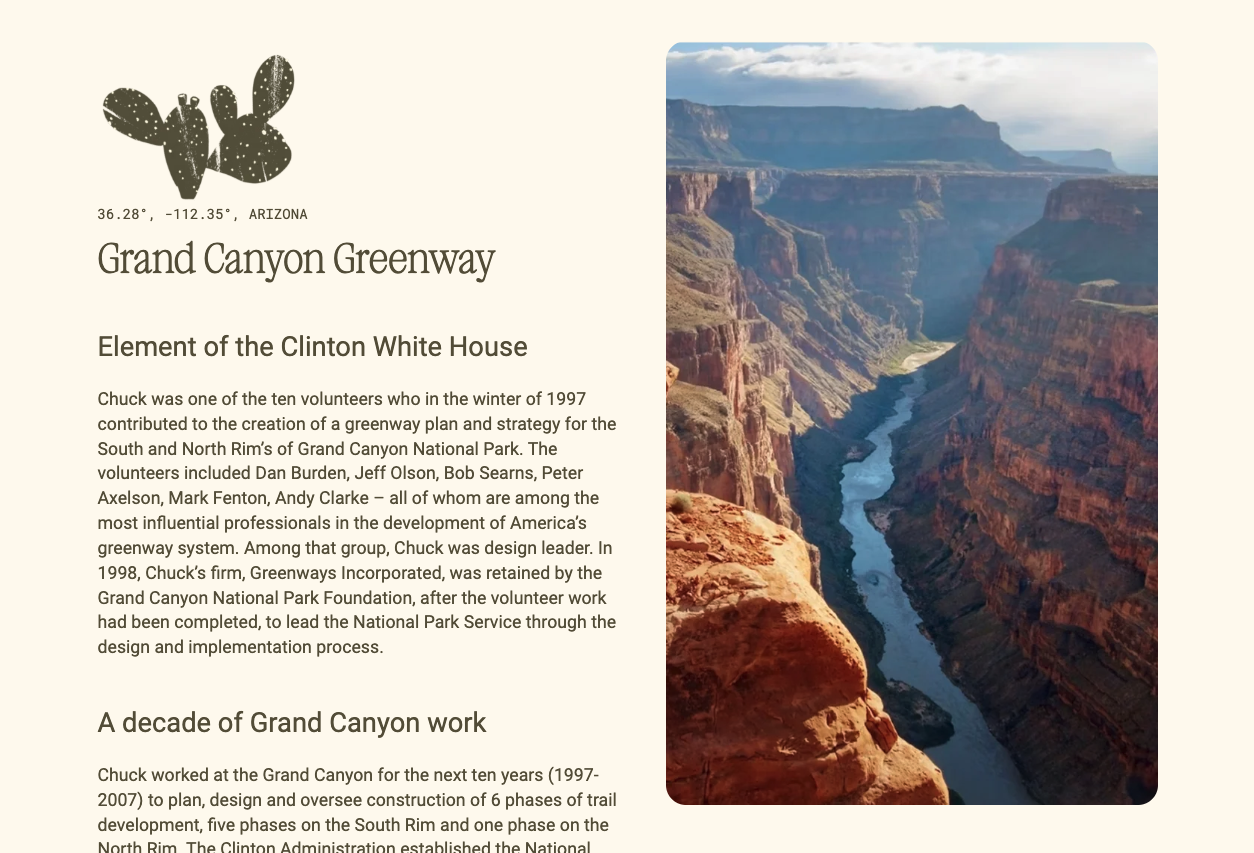 36.28°, -112.35°, ARIZONA
Grand Canyon Greenway
Element of the Clinton White House
Chuck was one of the ten volunteers who in the winter of 1997
contributed to the creation of a greenway plan and strategy for the
South and North Rim’s of Grand Canyon National Park. The
volunteers included Dan Burden, Jeff Olson, Bob Searns, Peter
Axelson, Mark Fenton, Andy Clarke – all of whom are among the
most influential professionals in the development of America’s
greenway system. Among that group, Chuck was design leader. In
1998, Chuck’s firm, Greenways Incorporated, was retained by the
Grand Canyon National Park Foundation, after the volunteer work
had been completed, to lead the National Park Service through the
design and implementation process.
A decade of Grand Canyon work
Chuck worked at the Grand Canyon for the next ten years (1997-
2007) to plan, design and oversee construction of 6 phases of trail
development, five phases on the South Rim and one phase on the
North Rim. The Clinton Administration established the National